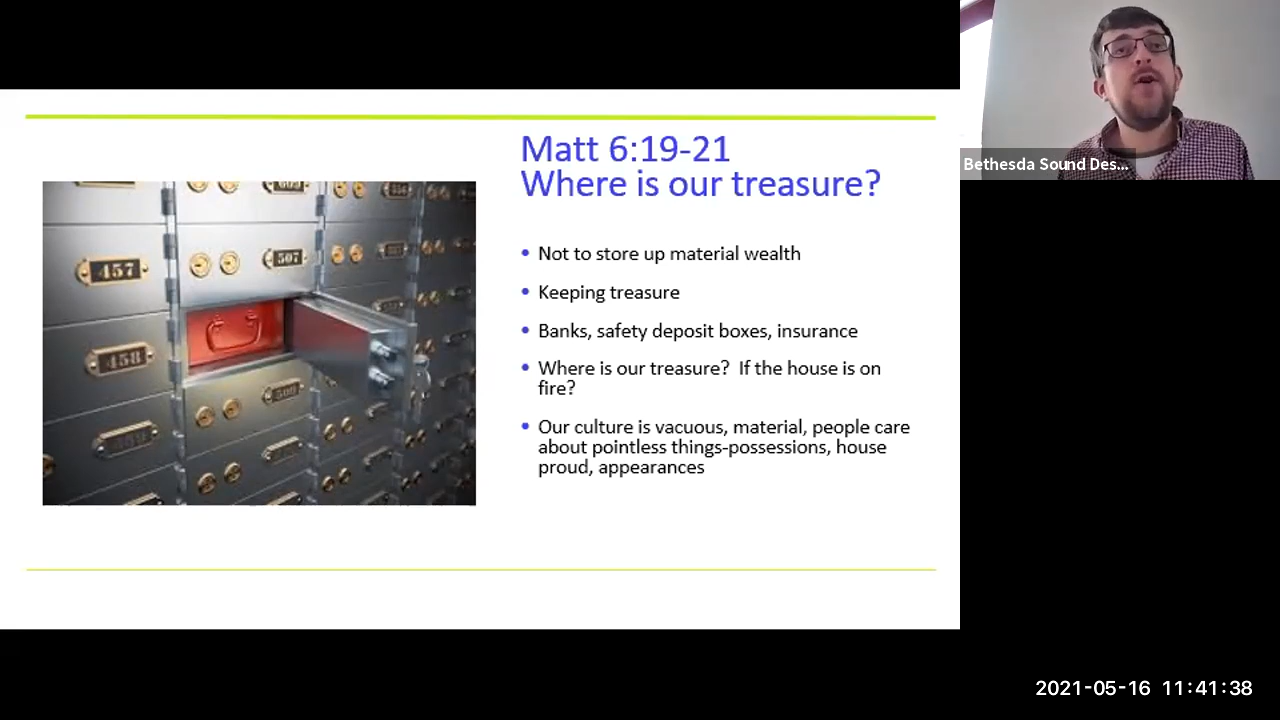 Matt 6:19-21
Where is our treasure?
• Not to store up material wealth
• Keeping treasure
• Banks, safety deposit boxes, insurance
• Where is our treasure?  If the house is on
fire?
• Our culture is vacuous, material, people care
about pointless things-possessions, house
proud, appearances
457
507
458
Bethesda Sound Des...
2021-05-16 11:41:38